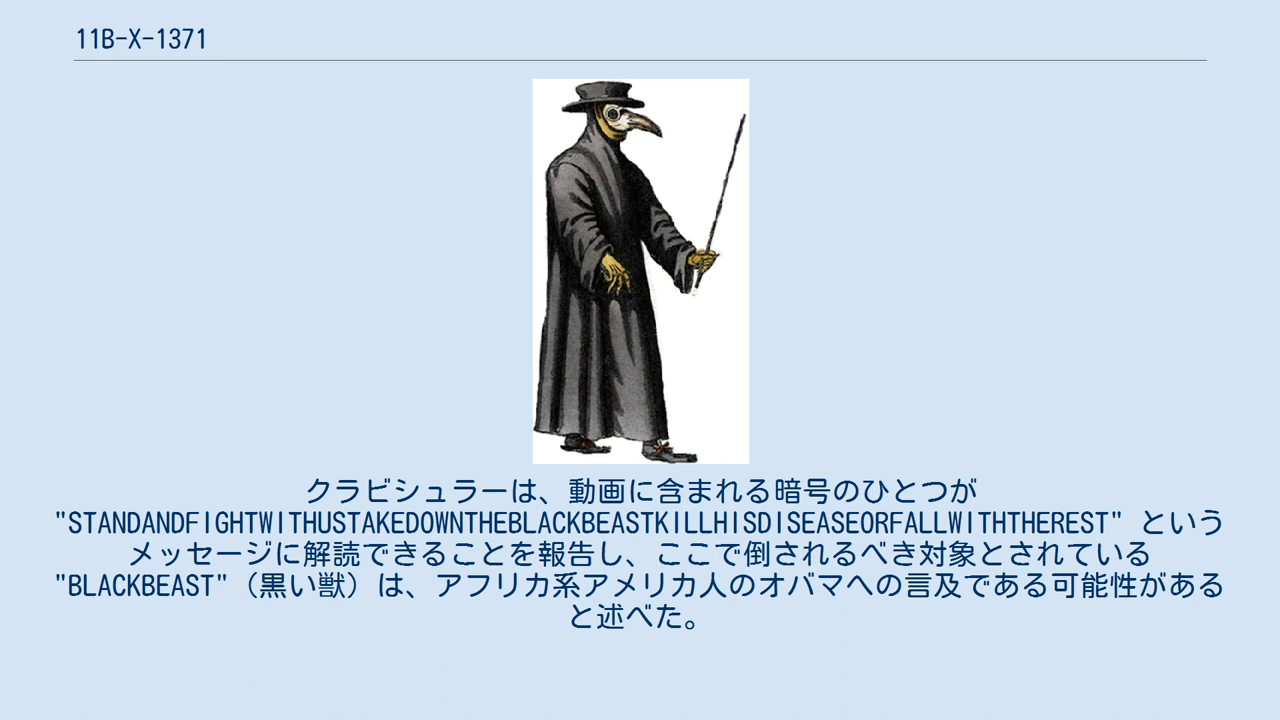 11B-X-1371
クラビシュラーは、動画に含まれる暗号のひとつが
"STANDANDFIGHTWITHUSTAKEDOWNTHEBLACKBEASTKILLHISDISEASEORFALLWITHTHEREST" という
メッセージに解読できることを報告し、ここで倒されるべき対象とされている
"BLACKBEAST"（黒い獣）は、アフリカ系アメリカ人のオバマへの言及である可能性がある
と述べた。